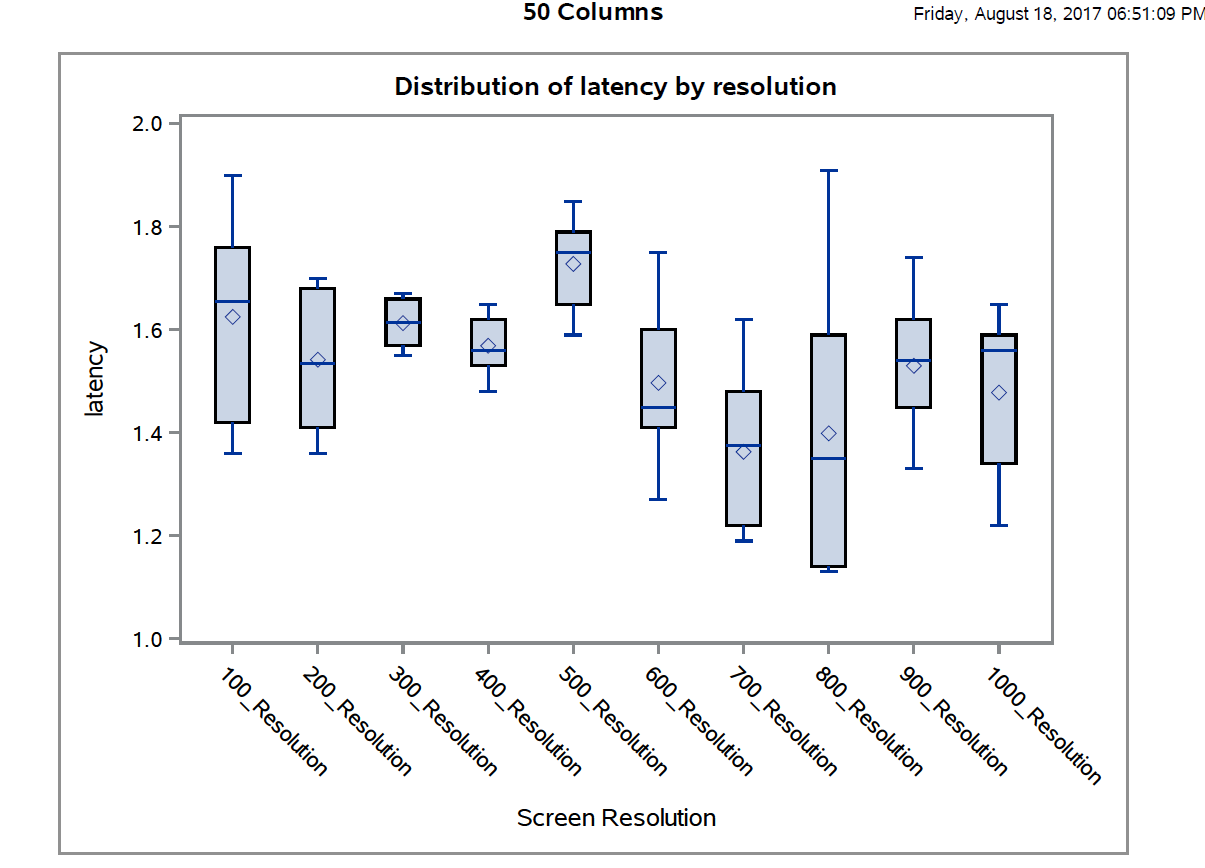 50 Columns
Friday, August 18, 2017 06:51:09 PM
Distribution of latency by resolution
2.0
1.8
1.6
1.4
1.2
1.0
latency
100_Resolution
200_Resolution
300_Resolution
400_Resolution
500_Resolution
600_Resolution
700_Resolution
800_Resolution
900_Resolution
1000_Resolution
Screen Resolution